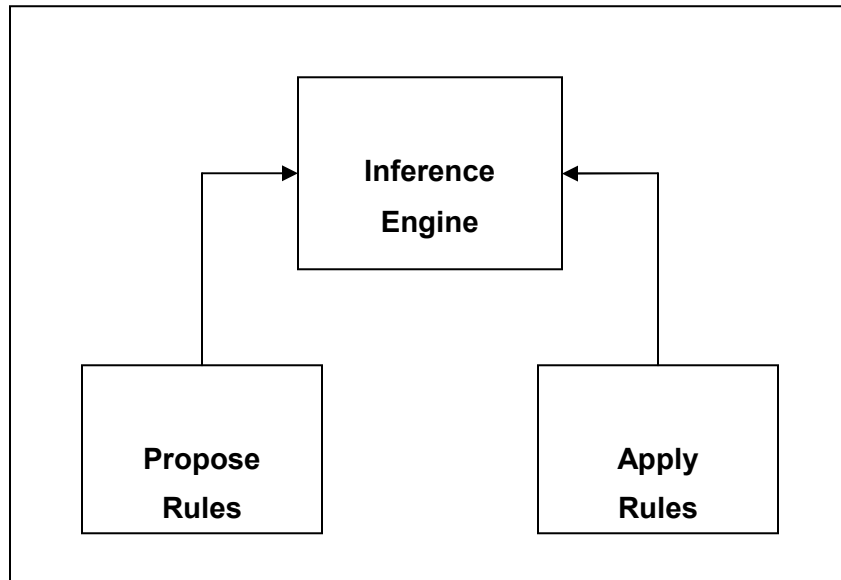 Inference
Engine
Propose
Rules
Apply
Rules